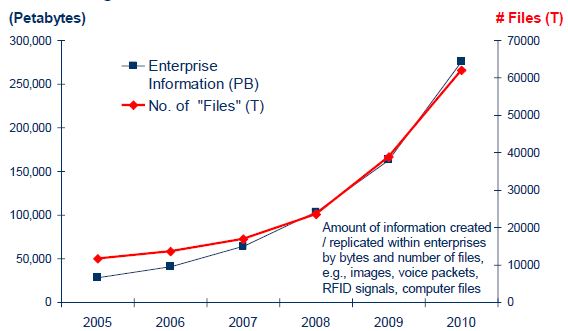 (Petabytes)
# Files (T)
300,000
250,000
200,000
150,000
100,000
50,000
0
70000
60000
50000
40000
30000
20000
10000
0
Enterprise
Information (PB)
No. of "Files" (T)
Amount of information created
/ replicated within enterprises
by bytes and number of files,
e.g., images, voice packets,
RFID signals, computer files
2005 2006 2007 2008 2009 2010